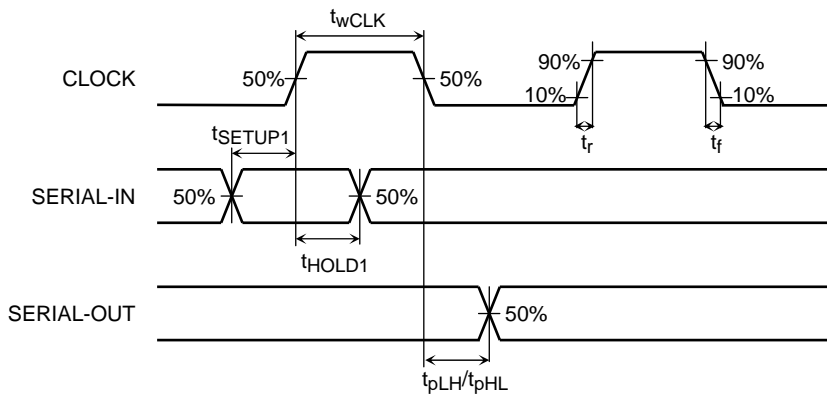 twCLK
CLOCK
50%
50%
90%
90%
10%
10%
tSETUP1
tr
tf
SERIAL-IN
50%
50%
tHOLD1
SERIAL-OUT
50%
tpLH/tpHL